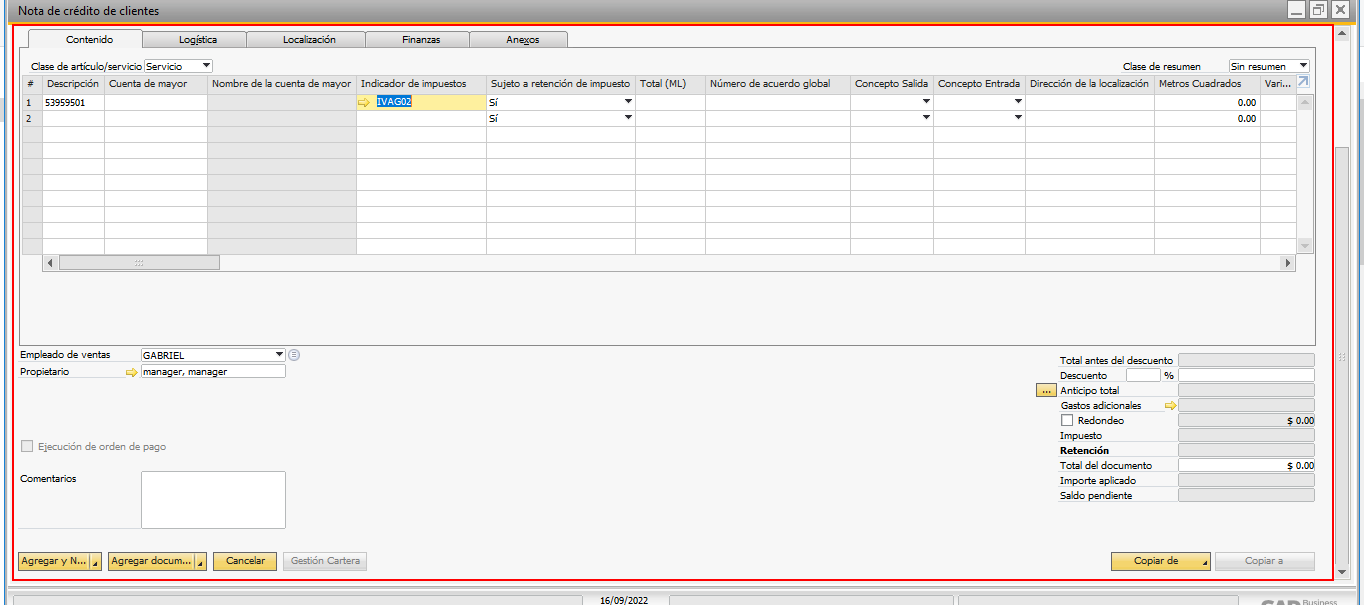 Nota de crédito de clientes
Contenido Logística Localización Finanzas Anexos
Clase de artículo/servicio Servicio Clase de resumen Sin resumen
# Descripción Cuenta de mayor Nombre de la cuenta de mayor Indicador de impuestos Sujeto a retención de impuesto Total (ML) Número de acuerdo global Concepto Salida Concepto Entrada Dirección de la localización Metros Cuadrados Vari...
1 53959501 IVAG02 Sí 0.00
2 Sí 0.00
Empleado de ventas GABRIEL
Propietario manager, manager
Total antes del descuento
Descuento %
... Anticipo total
Gastos adicionales
Redondeo $ 0.00
Impuesto
Ejecución de orden de pago
Retención
Total del documento $ 0.00
Comentarios
Importe aplicado
Saldo pendiente
Agregar y N... Agregar docum... Cancelar Gestión Cartera Copiar de Copiar a
16/09/2022
SAP Business